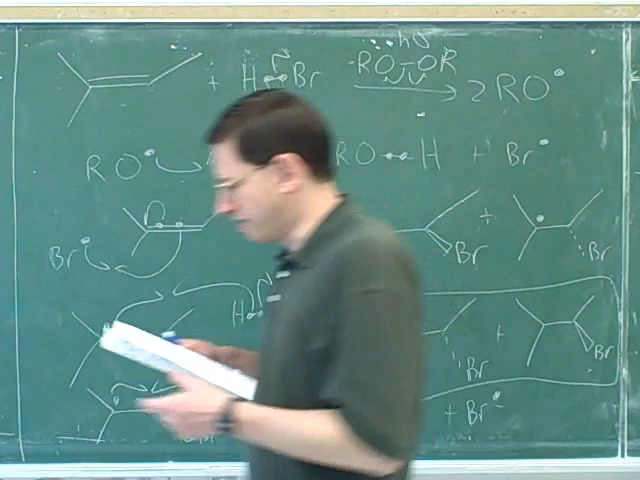 hν
+ H Br RO-OR 2 RO•
RO• RO H + Br•
Br• Br + Br
H Br + Br
+ Br•